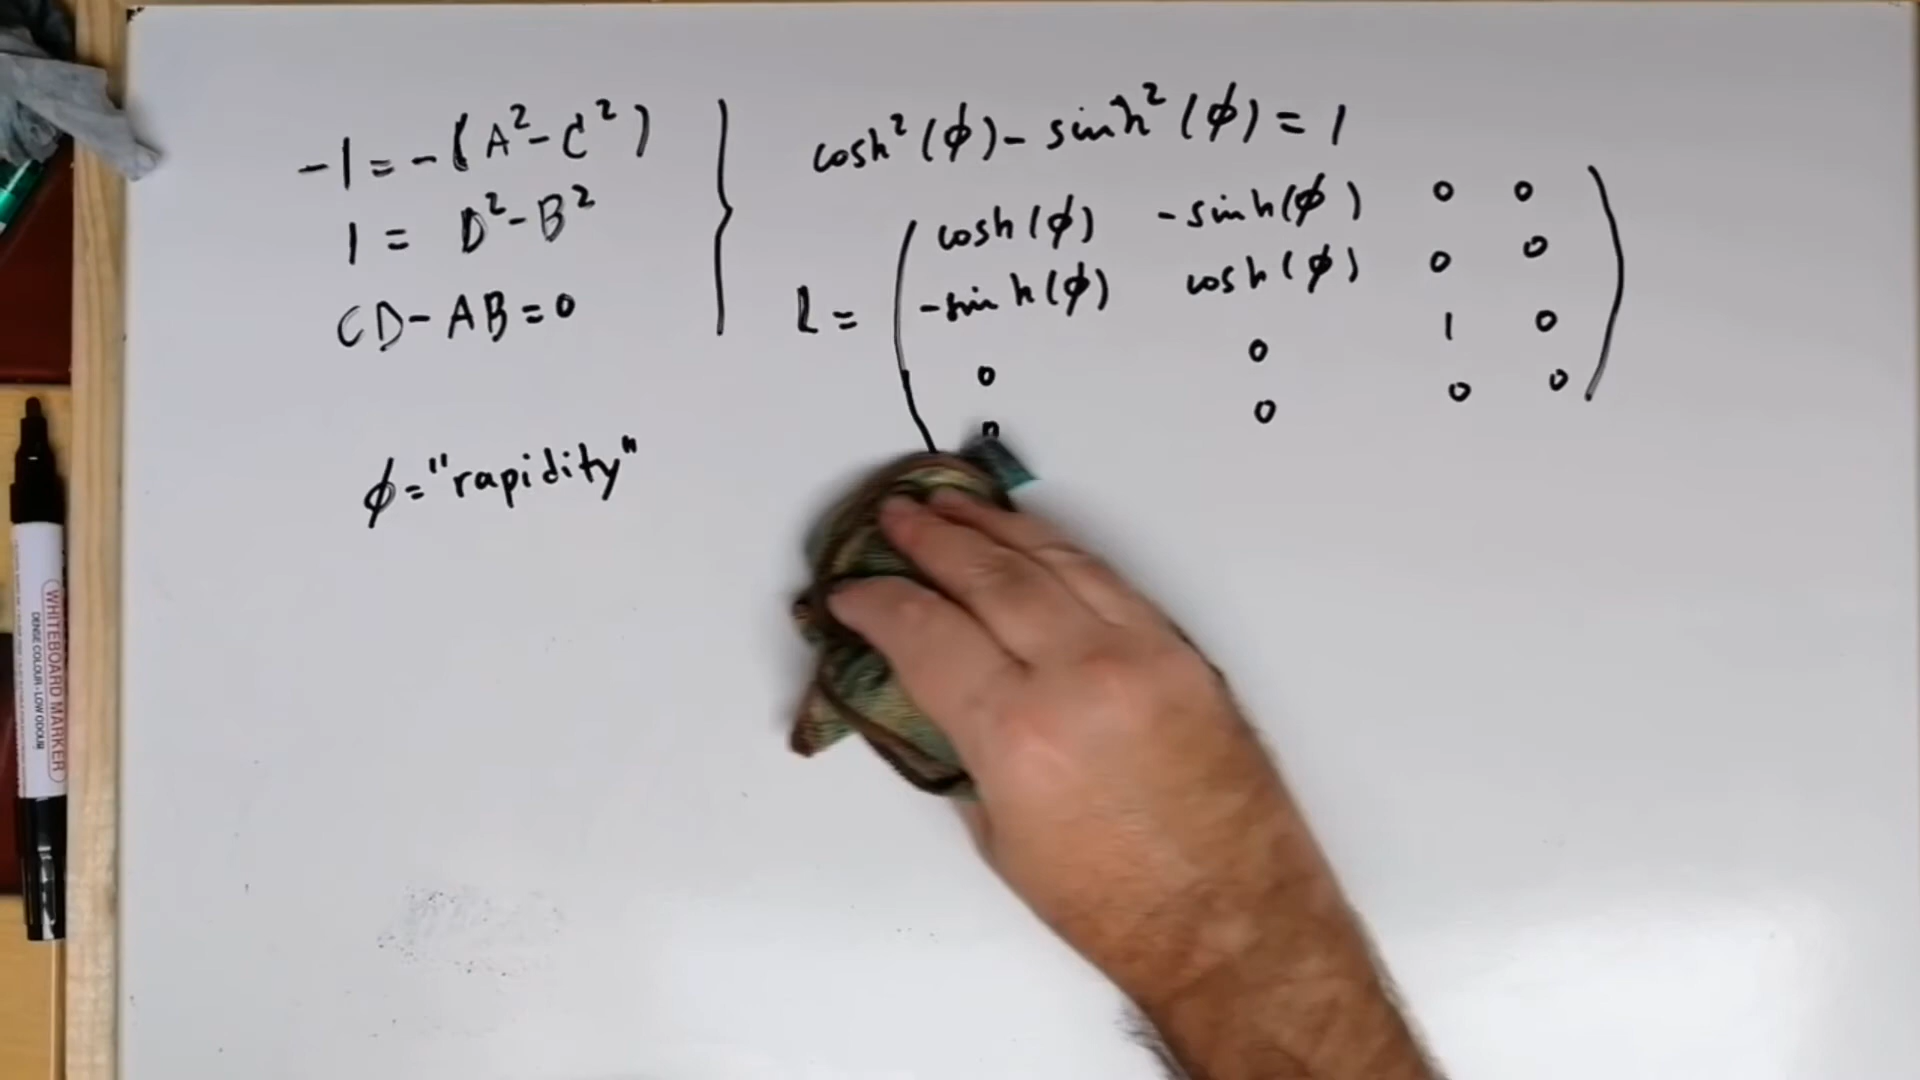 -1 = -(A²-C²)
1 = D²-B²
CD-AB=0
φ="rapidity"
cosh²(φ)-sinh²(φ)=1
L =
cosh(φ) -sinh(φ) 0 0
-sinh(φ) cosh(φ) 0 0
0 0 1 0
0 0 0 0
WHITEBOARD MARKER
DENSE COLOUR-LOW ODOUR